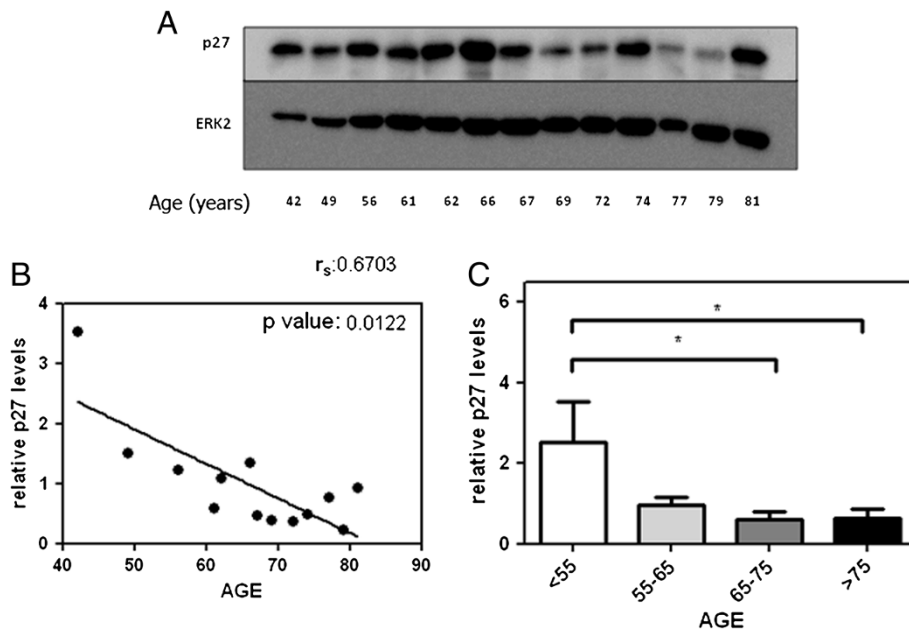 A
p27
ERK2
Age (years) 42 49 56 61 62 66 67 69 72 74 77 79 81
B
rs:0.6703
p value: 0.0122
relative p27 levels
4
3
2
1
0
40 50 60 70 80 90
AGE
C
*
*
relative p27 levels
6
4
2
0
<55 55-65 65-75 >75
AGE